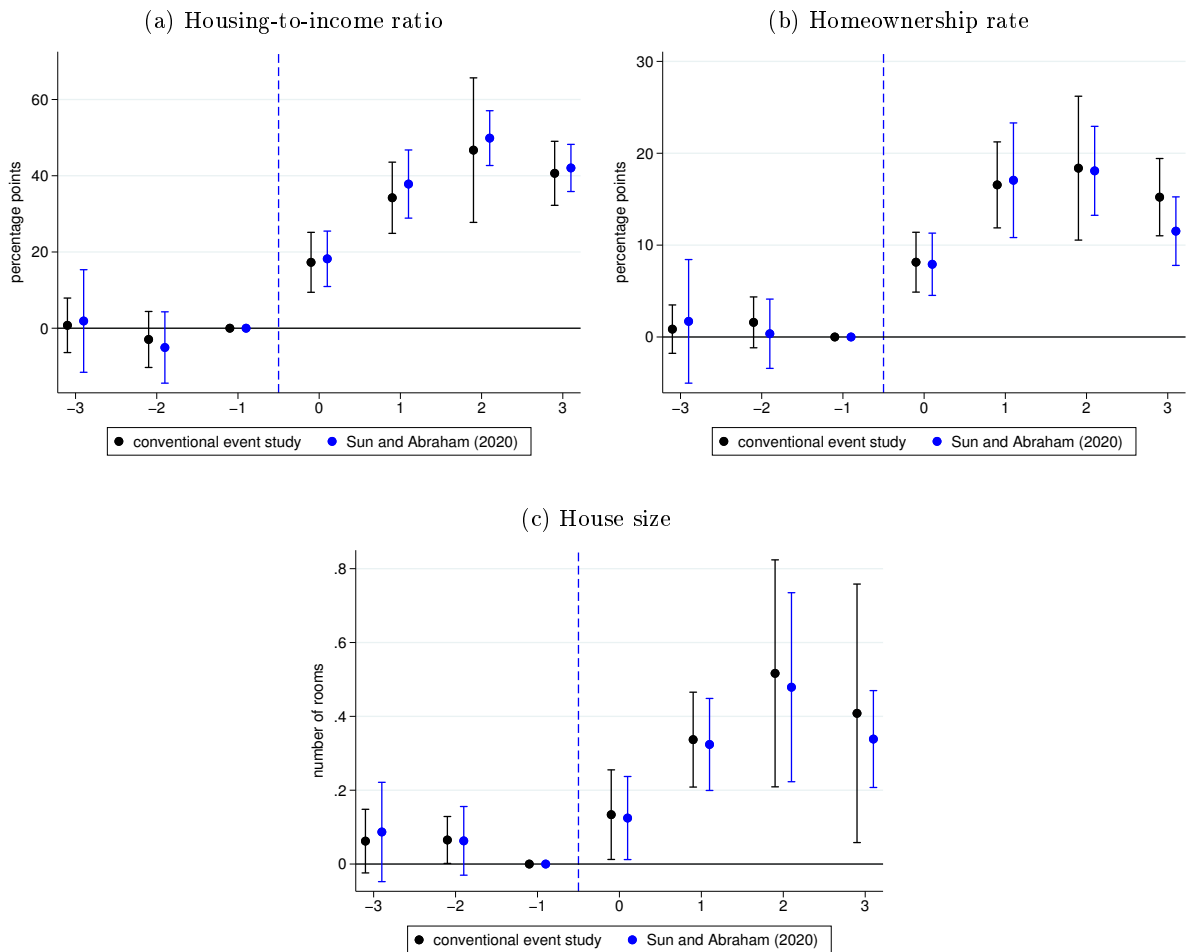 (a) Housing-to-income ratio
percentage points
60
40
20
0
−3 −2 −1 0 1 2 3
conventional event study Sun and Abraham (2020)
(b) Homeownership rate
percentage points
30
20
10
0
−3 −2 −1 0 1 2 3
conventional event study Sun and Abraham (2020)
(c) House size
number of rooms
.8
.6
.4
.2
0
−3 −2 −1 0 1 2 3
conventional event study Sun and Abraham (2020)